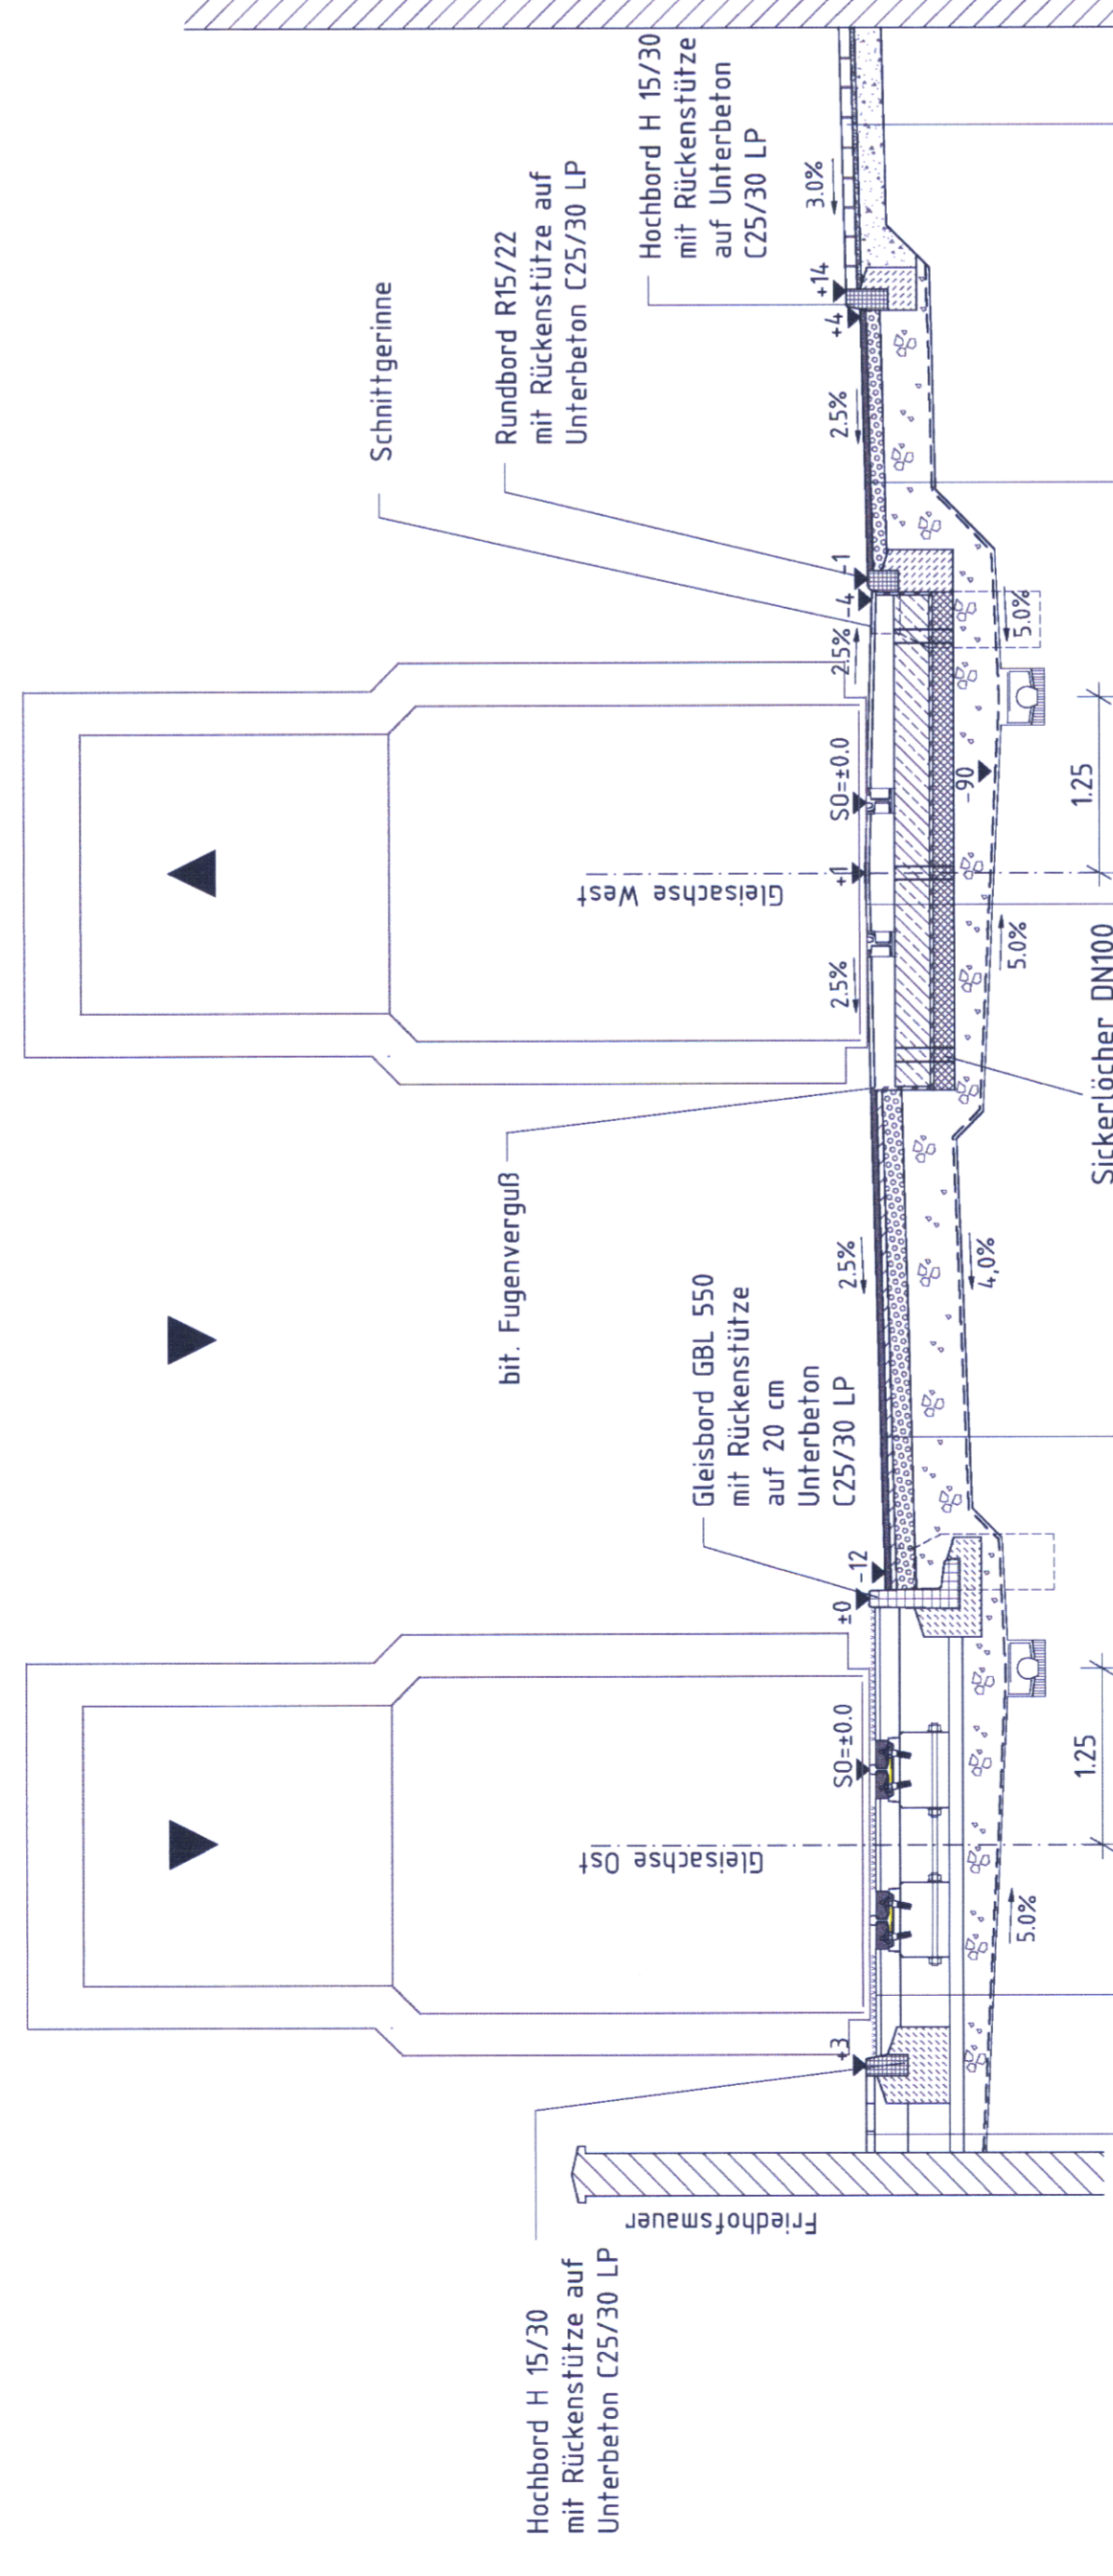 Hochbord H 15/30
mit Rückenstütze auf
Unterbeton C25/30 LP
Friedhofsmauer
+3
Gleisachse Ost
SO=±0.0
5.0%
1.25
±0
-12
Gleisbord GBL 550
mit Rückenstütze
auf 20 cm
Unterbeton
C25/30 LP
bit. Fugenverguß
2.5%
4,0%
Sickerlöcher DN100
2.5%
Gleisachse West
+1
SO=±0.0
5.0%
-90
1.25
2.5%
-4
-1
5.0%
Schnittgerinne
Rundbord R15/22
mit Rückenstütze auf
Unterbeton C25/30 LP
2.5%
+4
+14
Hochbord H 15/30
mit Rückenstütze
auf Unterbeton
C25/30 LP
3.0%